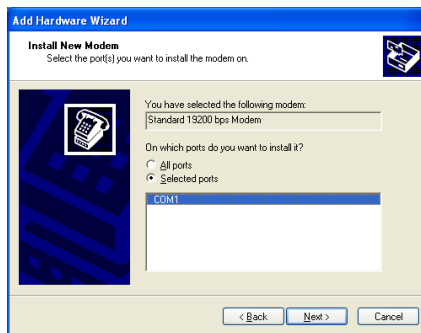 Add Hardware Wizard
Install New Modem
Select the port(s) you want to install the modem on.
You have selected the following modem:
Standard 19200 bps Modem
On which ports do you want to install it?
All ports
Selected ports
COM1
< Back
Next >
Cancel